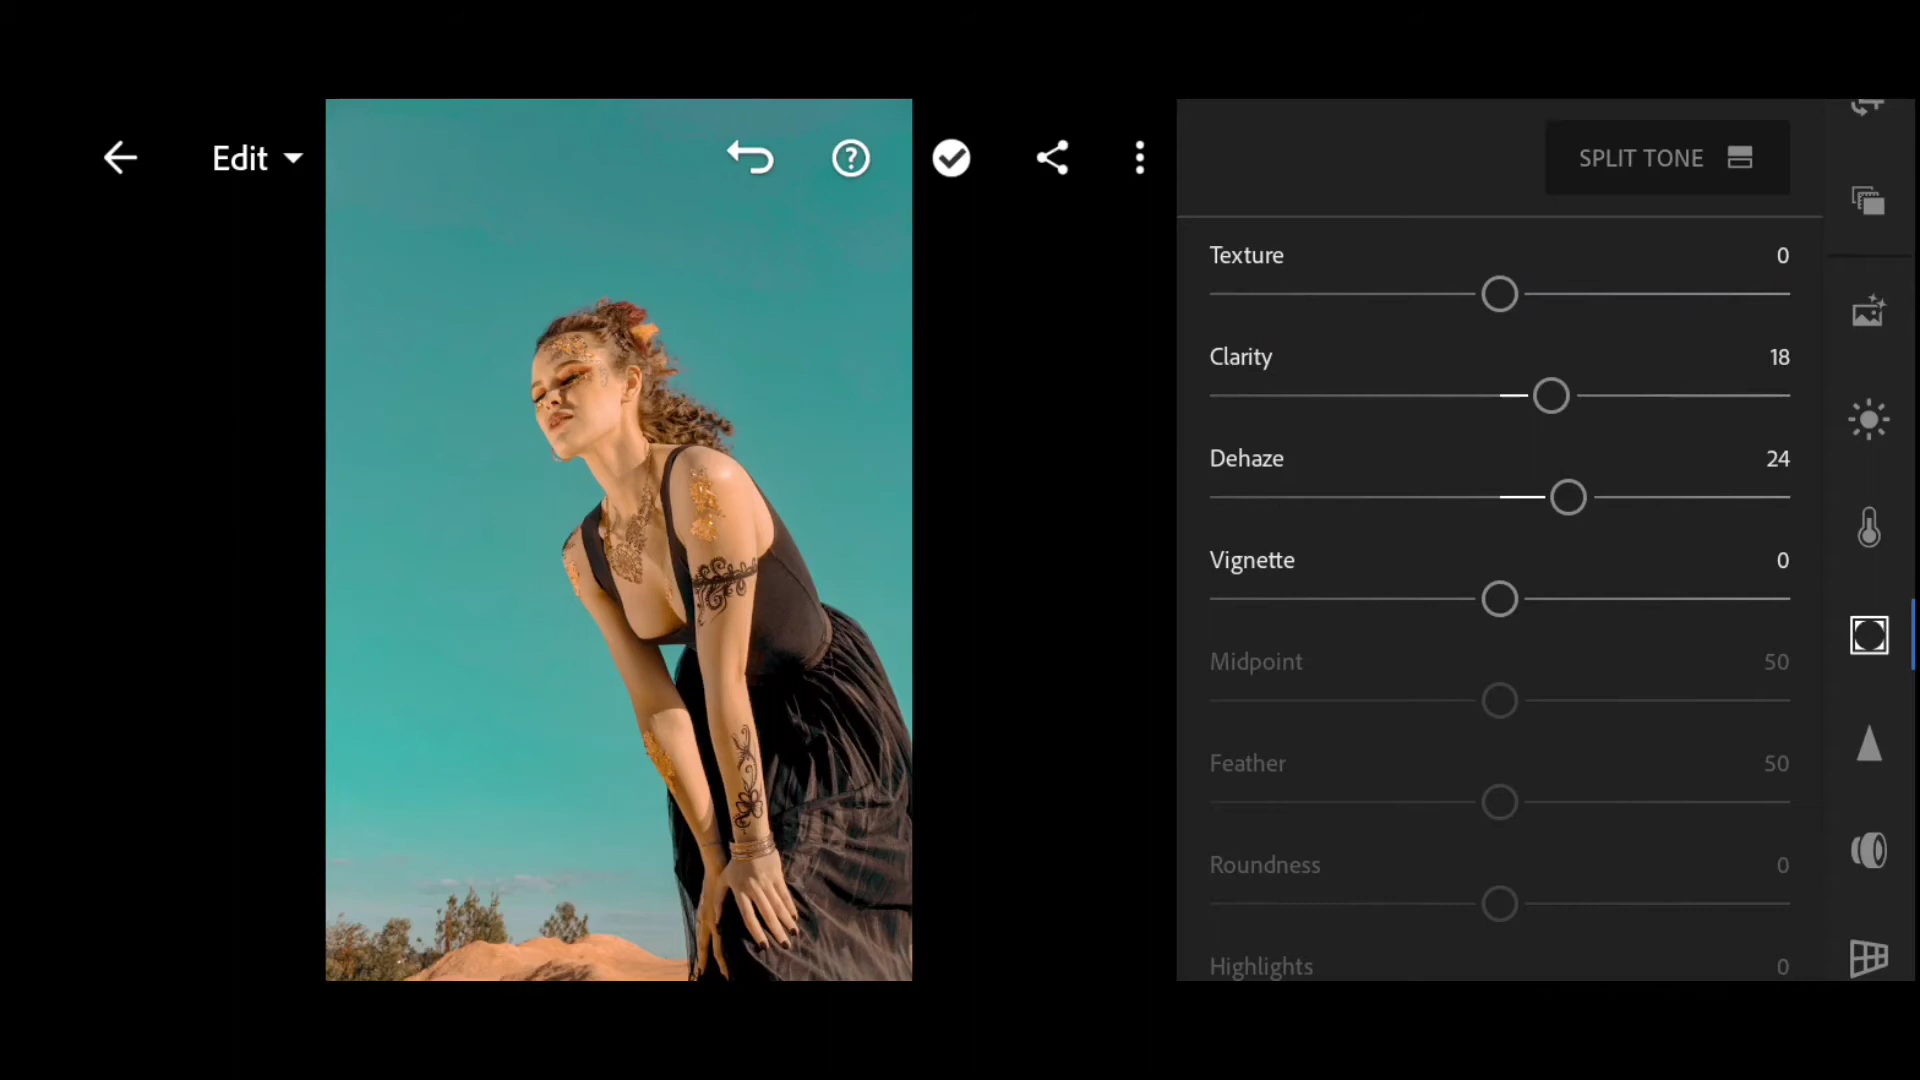 Edit
SPLIT TONE
Texture 0
Clarity 18
Dehaze 24
Vignette 0
Midpoint 50
Feather 50
Roundness 0
Highlights 0